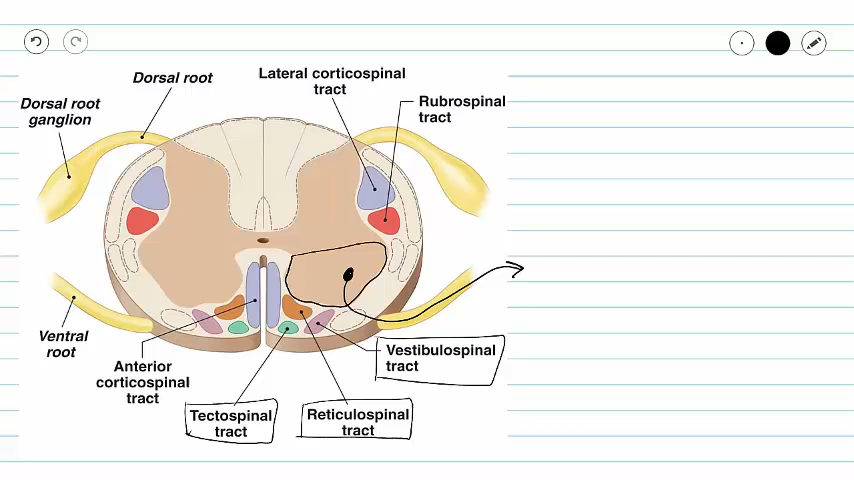 Dorsal root
Lateral corticospinal
tract
Dorsal root
ganglion
Rubrospinal
tract
Ventral
root
Anterior
corticospinal
tract
Vestibulospinal
tract
Tectospinal
tract
Reticulospinal
tract